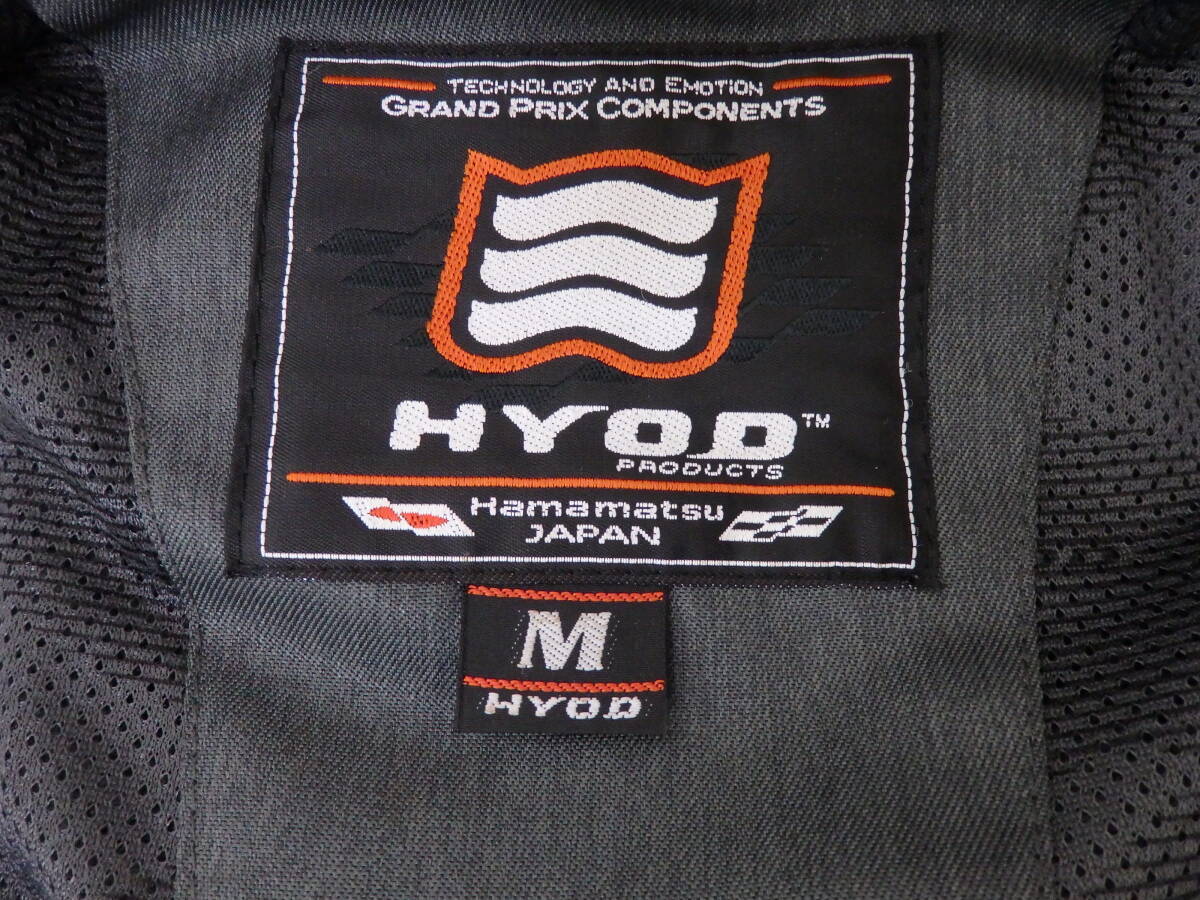 TECHNOLOGY AND EMOTION
GRAND PRIX COMPONENTS
HYOD™
PRODUCTS
Hamamatsu
JAPAN
M
HYOD